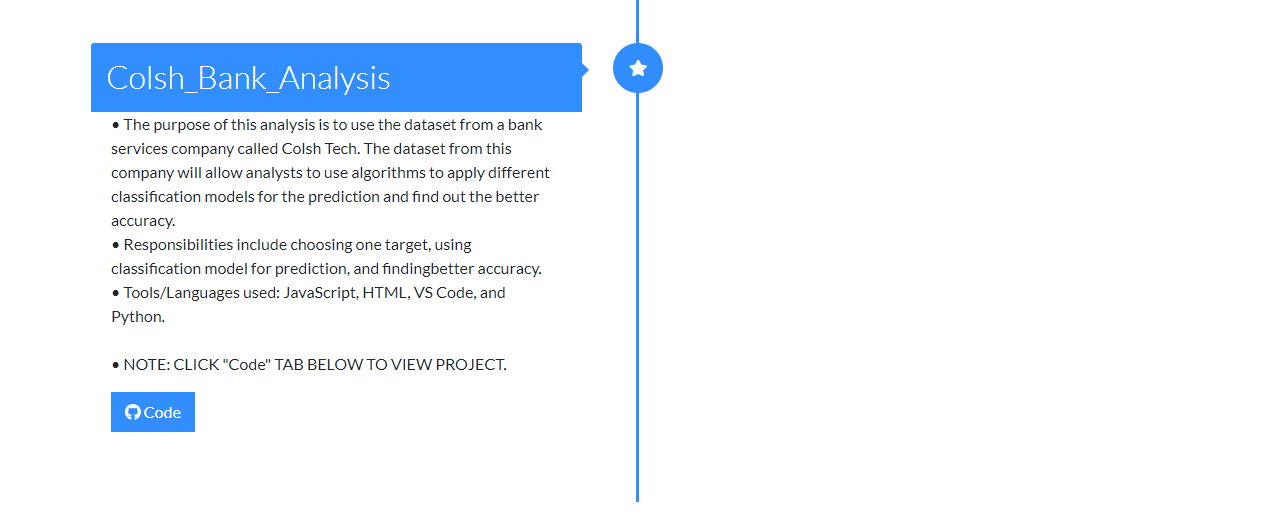 Colsh_Bank_Analysis
• The purpose of this analysis is to use the dataset from a bank
services company called Colsh Tech. The dataset from this
company will allow analysts to use algorithms to apply different
classification models for the prediction and find out the better
accuracy.
• Responsibilities include choosing one target, using
classification model for prediction, and findingbetter accuracy.
• Tools/Languages used: JavaScript, HTML, VS Code, and
Python.
• NOTE: CLICK "Code" TAB BELOW TO VIEW PROJECT.
Code